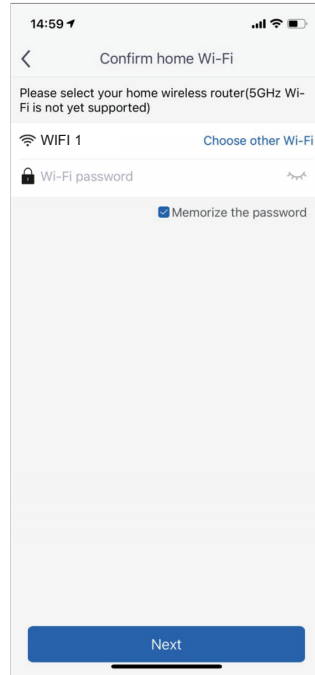 14:59
Confirm home Wi-Fi
Please select your home wireless router(5GHz Wi-
Fi is not yet supported)
WIFI 1 Choose other Wi-Fi
Wi-Fi password
Memorize the password
Next